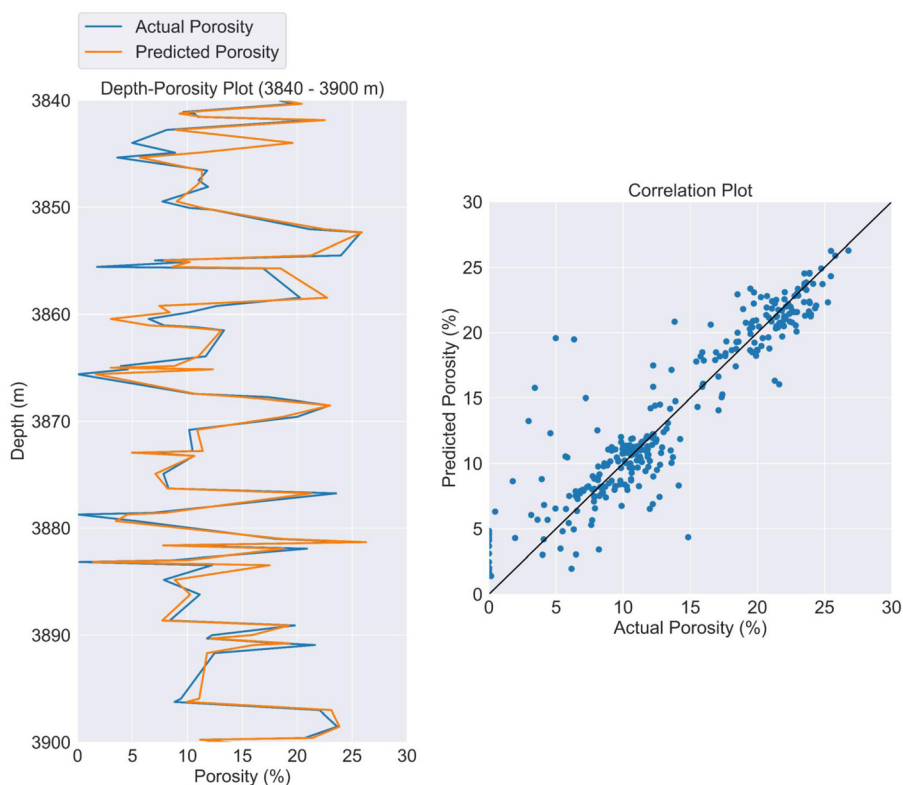 Actual Porosity
Predicted Porosity
Depth-Porosity Plot (3840 - 3900 m)
3840
3850
3860
3870
3880
3890
3900
Depth (m)
0 5 10 15 20 25 30
Porosity (%)
Correlation Plot
30
25
20
15
10
5
0
Predicted Porosity (%)
0 5 10 15 20 25 30
Actual Porosity (%)